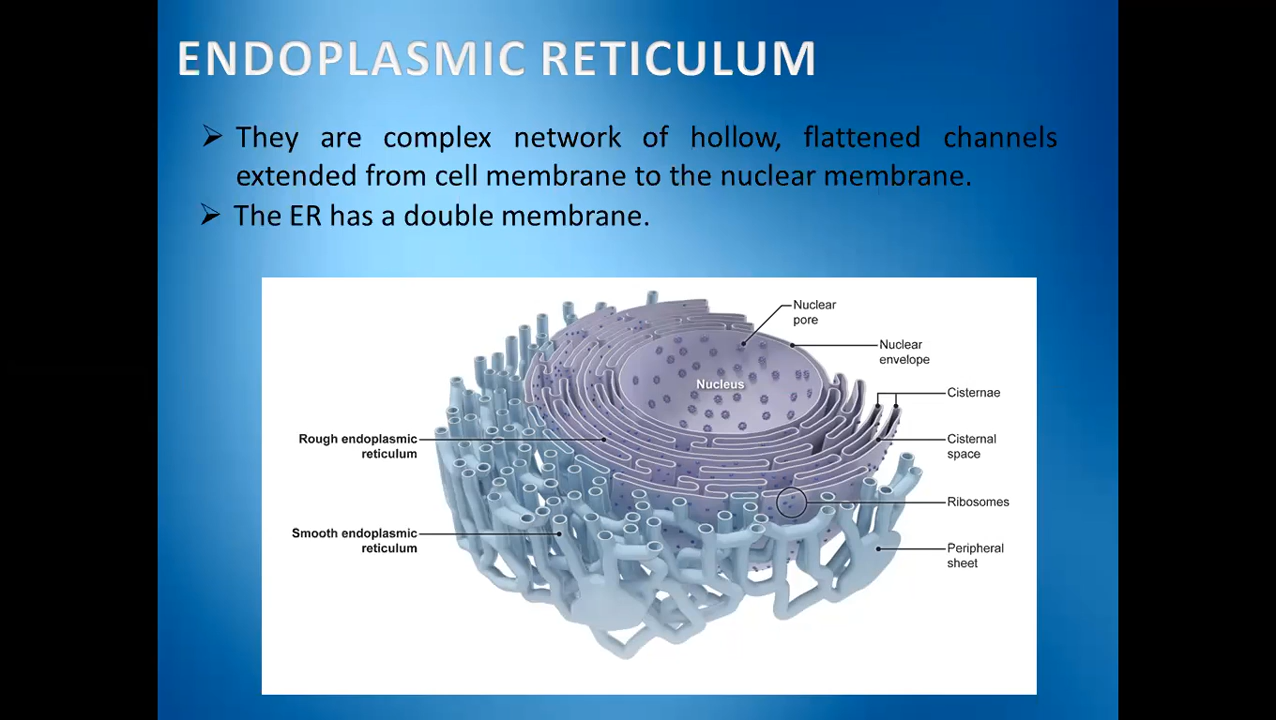 ENDOPLASMIC RETICULUM
➢ They are complex network of hollow, flattened channels
extended from cell membrane to the nuclear membrane.
➢ The ER has a double membrane.
Nuclear
pore
Nuclear
envelope
Nucleus
Cisternae
Rough endoplasmic
reticulum
Cisternal
space
Ribosomes
Smooth endoplasmic
reticulum
Peripheral
sheet